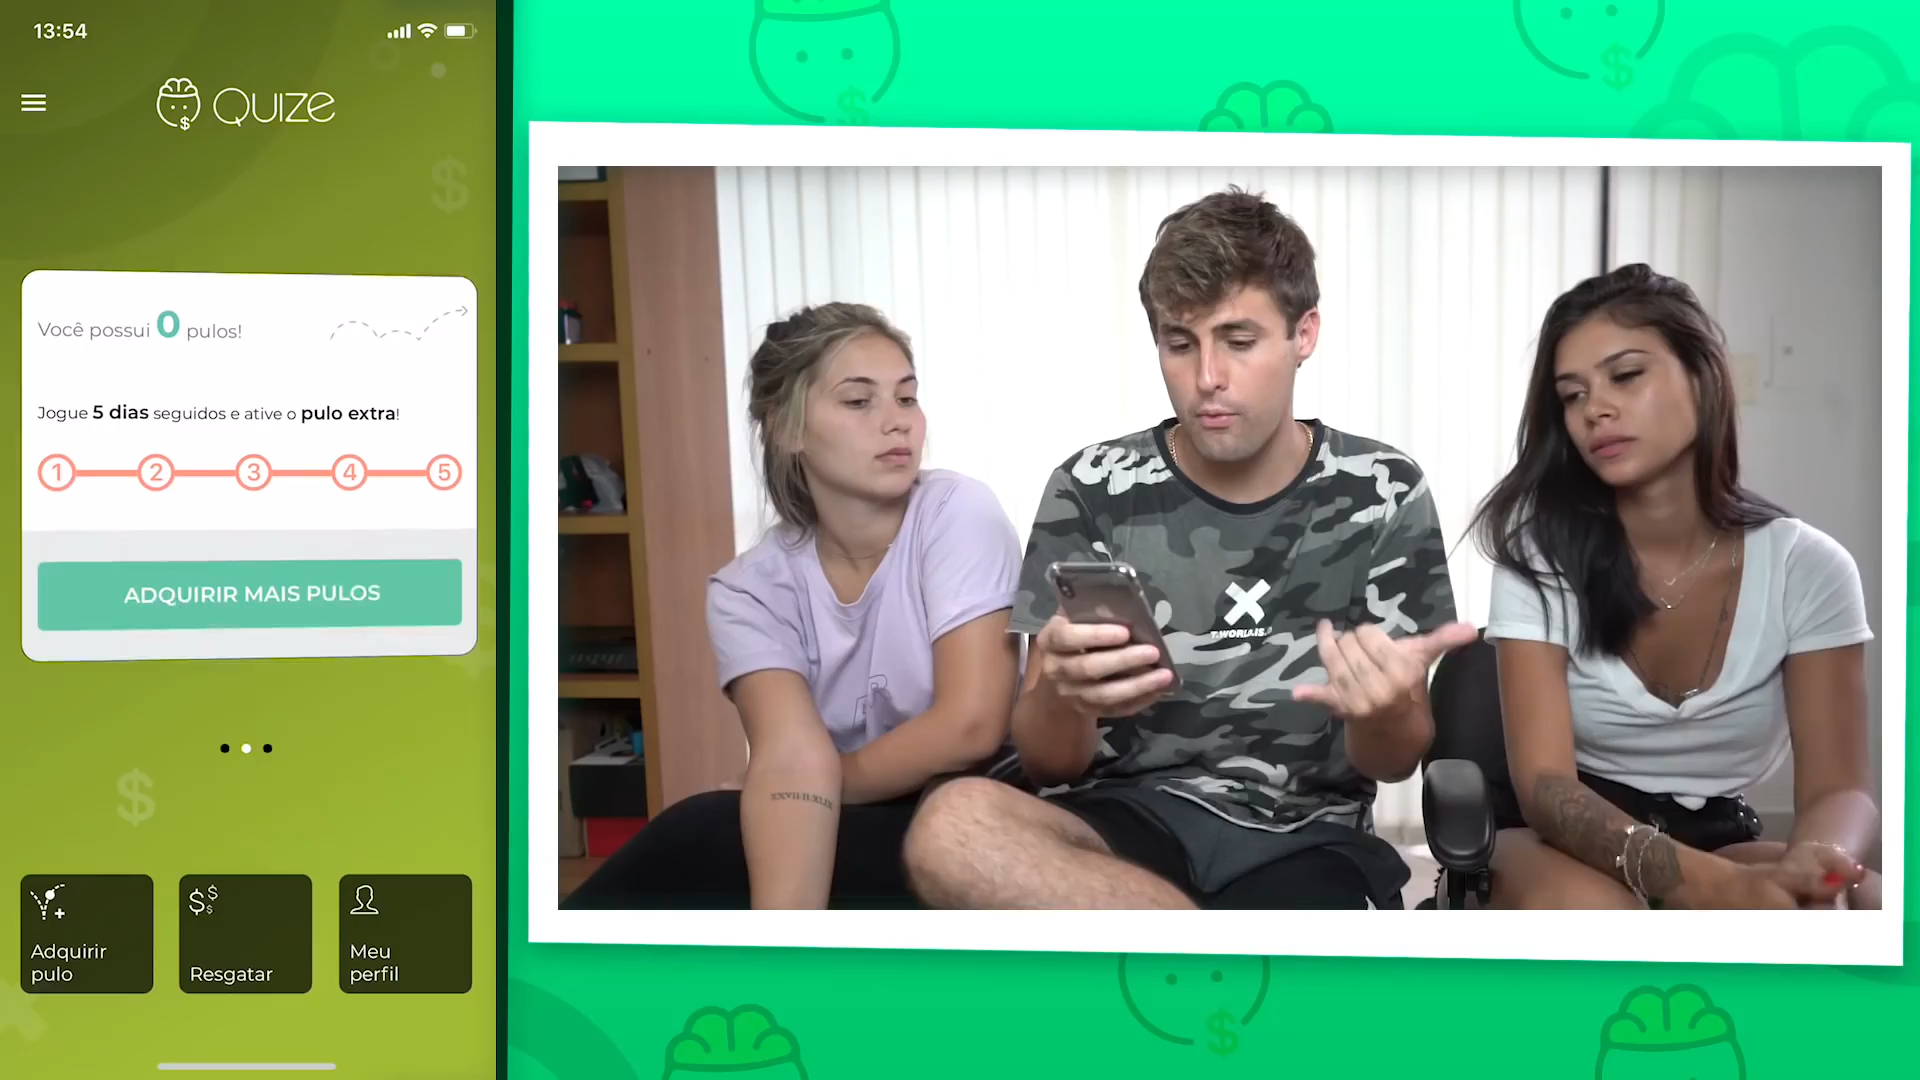 13:54
QUIZE
Você possui 0 pulos!
Jogue 5 dias seguidos e ative o pulo extra!
1 2 3 4 5
ADQUIRIR MAIS PULOS
Adquirir
pulo
Resgatar
Meu
perfil